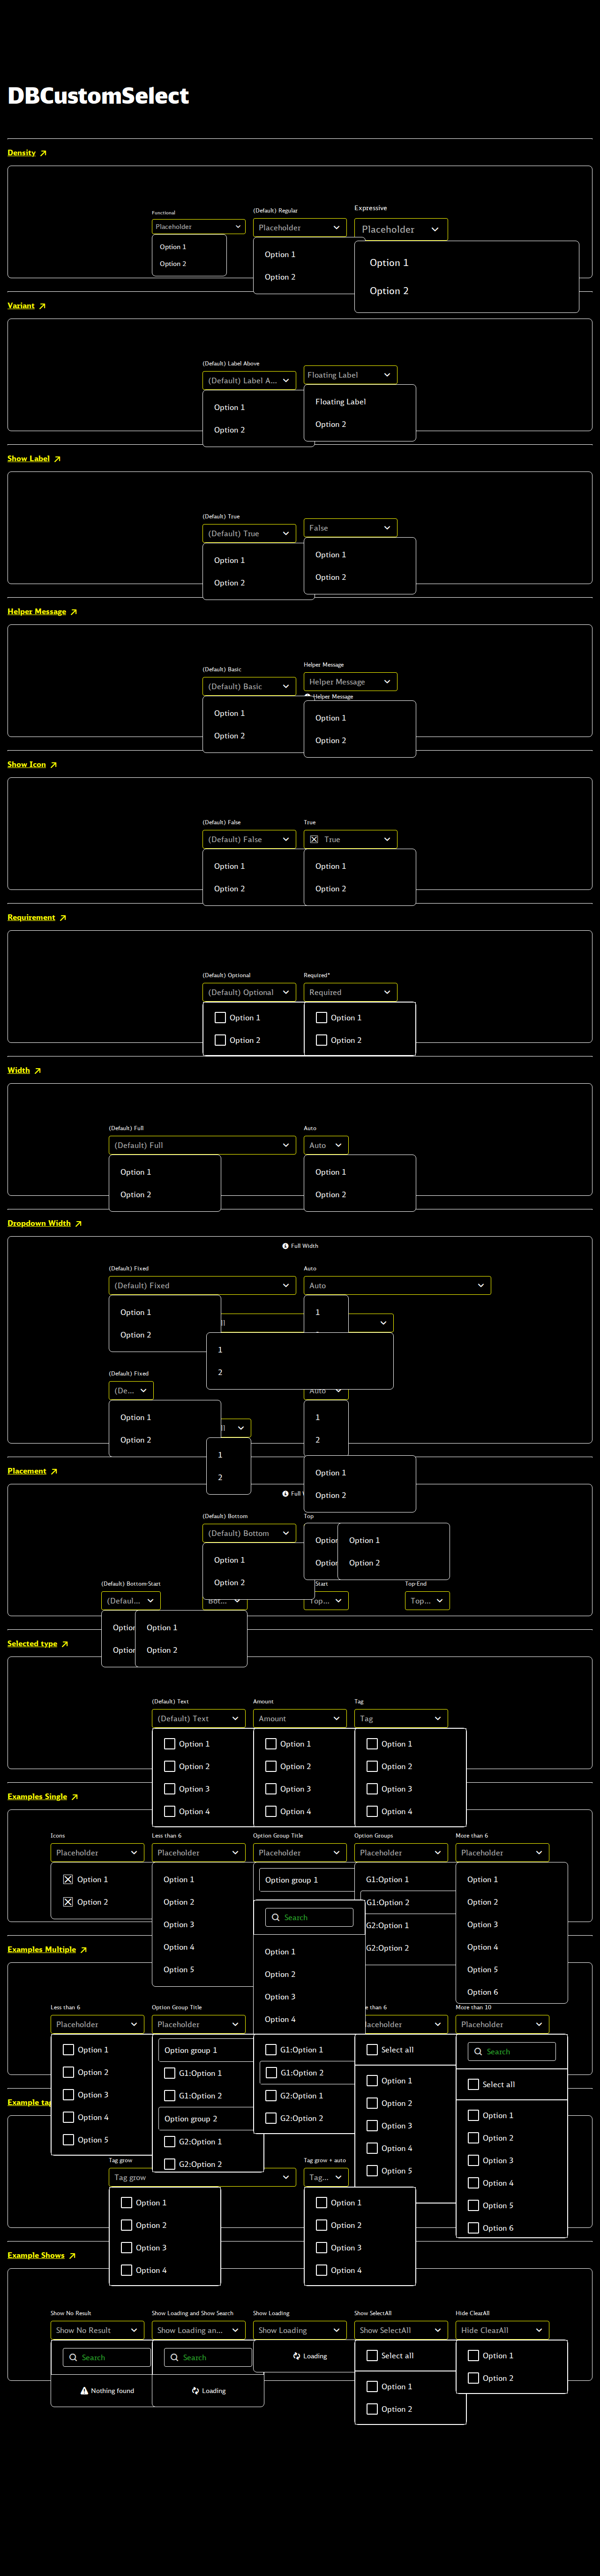 DBCustomSelect
Density
Functional
(Default) Regular
Expressive
Placeholder
Placeholder
Placeholder
Option 1
Option 2
Option 1
Option 2
Option 1
Option 2
Variant
(Default) Label Above
(Default) Label A...
Floating Label
Option 1
Option 2
Floating Label
Option 2
Show Label
(Default) True
(Default) True
False
Option 1
Option 2
Option 1
Option 2
Helper Message
(Default) Basic
Helper Message
(Default) Basic
Helper Message
Helper Message
Option 1
Option 2
Option 1
Option 2
Show Icon
(Default) False
True
(Default) False
True
Option 1
Option 2
Option 1
Option 2
Requirement
(Default) Optional
Required*
(Default) Optional
Required
Option 1
Option 2
Option 1
Option 2
Width
(Default) Full
Auto
(Default) Full
Auto
Option 1
Option 2
Option 1
Option 2
Dropdown Width
Full Width
(Default) Fixed
Auto
(Default) Fixed
Auto
Option 1
Option 2
1
ll
1
2
(Default) Fixed
(De...
Auto
Option 1
Option 2
1
2
ll
1
2
Placement
Option 1
Option 2
Full W
(Default) Bottom
Top
(Default) Bottom
Option 1
Option 2
Option
Option
Option 1
Option 2
(Default) Bottom-Start
Start
Top-End
(Defaul...
Bot...
Top...
Top...
Option
Option
Option 1
Option 2
Selected type
(Default) Text
Amount
Tag
(Default) Text
Amount
Tag
Option 1
Option 2
Option 3
Option 4
Option 1
Option 2
Option 3
Option 4
Option 1
Option 2
Option 3
Option 4
Examples Single
Icons
Less than 6
Option Group Title
Option Groups
More than 6
Placeholder
Placeholder
Placeholder
Placeholder
Placeholder
Option 1
Option 2
Option 1
Option 2
Option 3
Option 4
Option 5
Option group 1
G1:Option 1
G1:Option 2
G2:Option 1
G2:Option 2
Option 1
Option 2
Option 3
Option 4
Option 5
Option 6
Search
Option 1
Option 2
Option 3
Option 4
Examples Multiple
Less than 6
Option Group Title
e than 6
More than 10
Placeholder
Placeholder
laceholder
Placeholder
Option 1
Option 2
Option 3
Option 4
Option 5
Option group 1
G1:Option 1
G1:Option 2
Option group 2
G2:Option 1
G2:Option 2
G1:Option 1
G1:Option 2
G2:Option 1
G2:Option 2
Select all
Option 1
Option 2
Option 3
Option 4
Option 5
Search
Select all
Option 1
Option 2
Option 3
Option 4
Option 5
Option 6
Example tag
Tag grow
Tag grow + auto
Tag grow
Tag...
Option 1
Option 2
Option 3
Option 4
Option 1
Option 2
Option 3
Option 4
Example Shows
Show No Result
Show Loading and Show Search
Show Loading
Show SelectAll
Hide ClearAll
Show No Result
Show Loading an...
Show Loading
Show SelectAll
Hide ClearAll
Search
Nothing found
Search
Loading
Loading
Select all
Option 1
Option 2
Option 1
Option 2